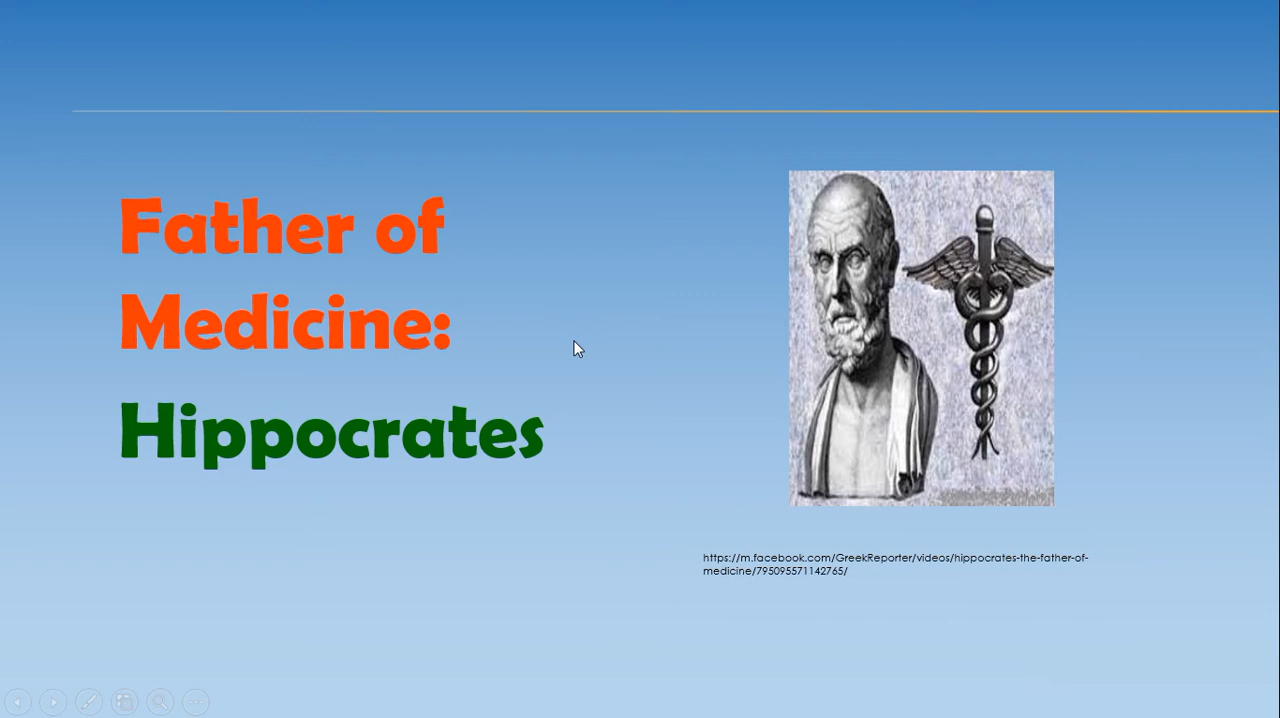 Father of
Medicine:
Hippocrates
https://m.facebook.com/GreekReporter/videos/hippocrates-the-father-of-
medicine/795095571142765/